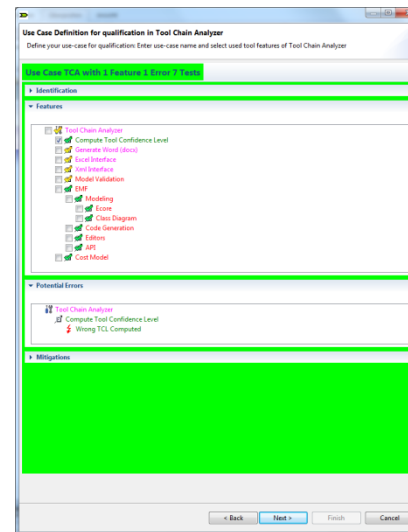 Use Case Definition for qualification in Tool Chain Analyzer
Define your use-case for qualification: Enter use-case name and select used tool features of Tool Chain Analyzer
Use Case TCA with 1 Feature 1 Error 7 Tests
Identification
Features
Tool Chain Analyzer
Compute Tool Confidence Level
Generate Word (docx)
Excel Interface
Xml Interface
Model Validation
EMF
Modeling
Ecore
Class Diagram
Code Generation
Editors
API
Cost Model
Potential Errors
Tool Chain Analyzer
Compute Tool Confidence Level
Wrong TCL Computed
Mitigations
< Back Next > Finish Cancel